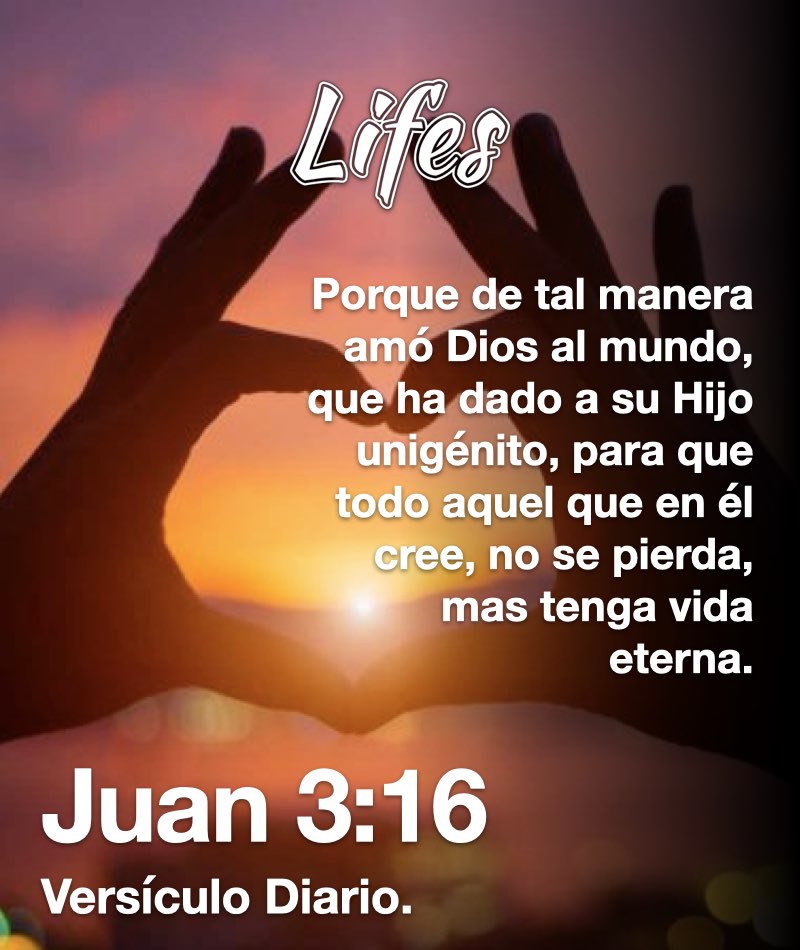 Lifes
Porque de tal manera
amó Dios al mundo,
que ha dado a su Hijo
unigénito, para que
todo aquel que en él
cree, no se pierda,
mas tenga vida
eterna.
Juan 3:16
Versículo Diario.